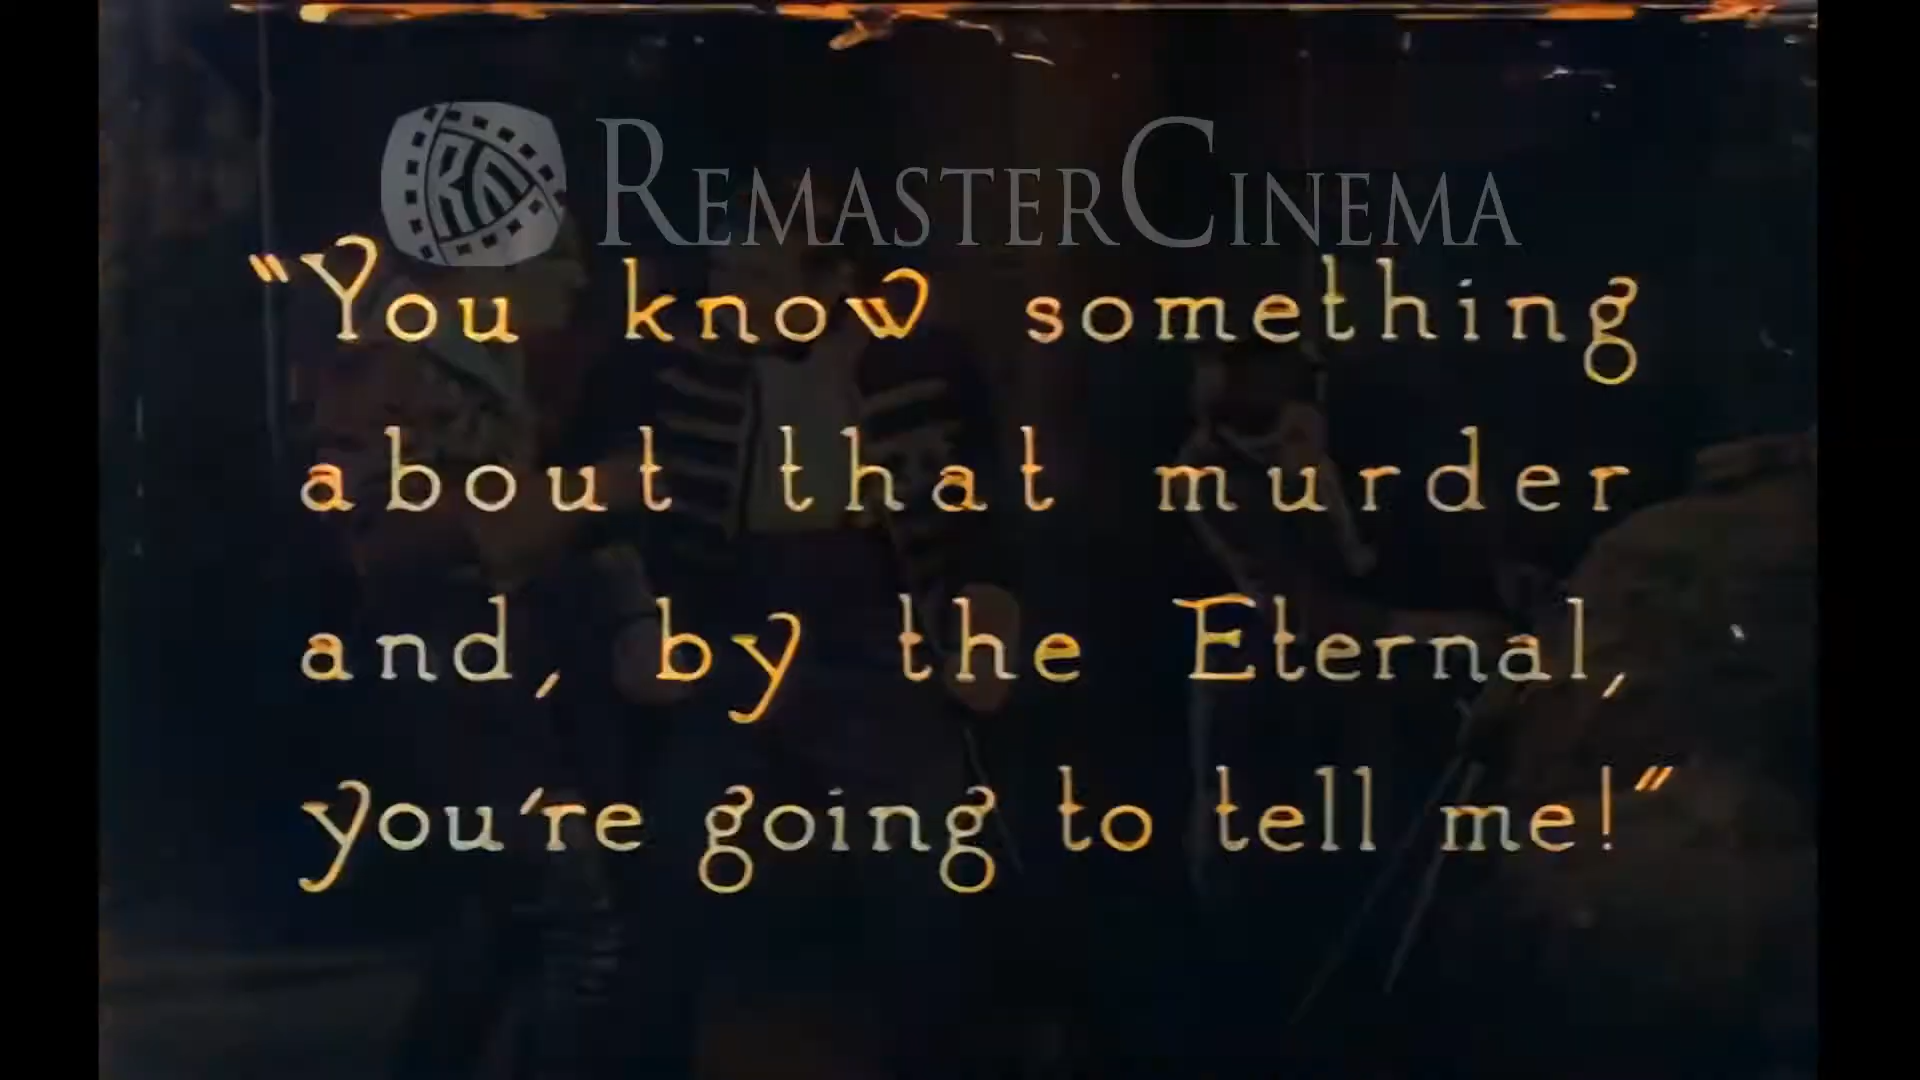 REMASTERCINEMA
"You know something
about that murder
and, by the Eternal,
you're going to tell me!"